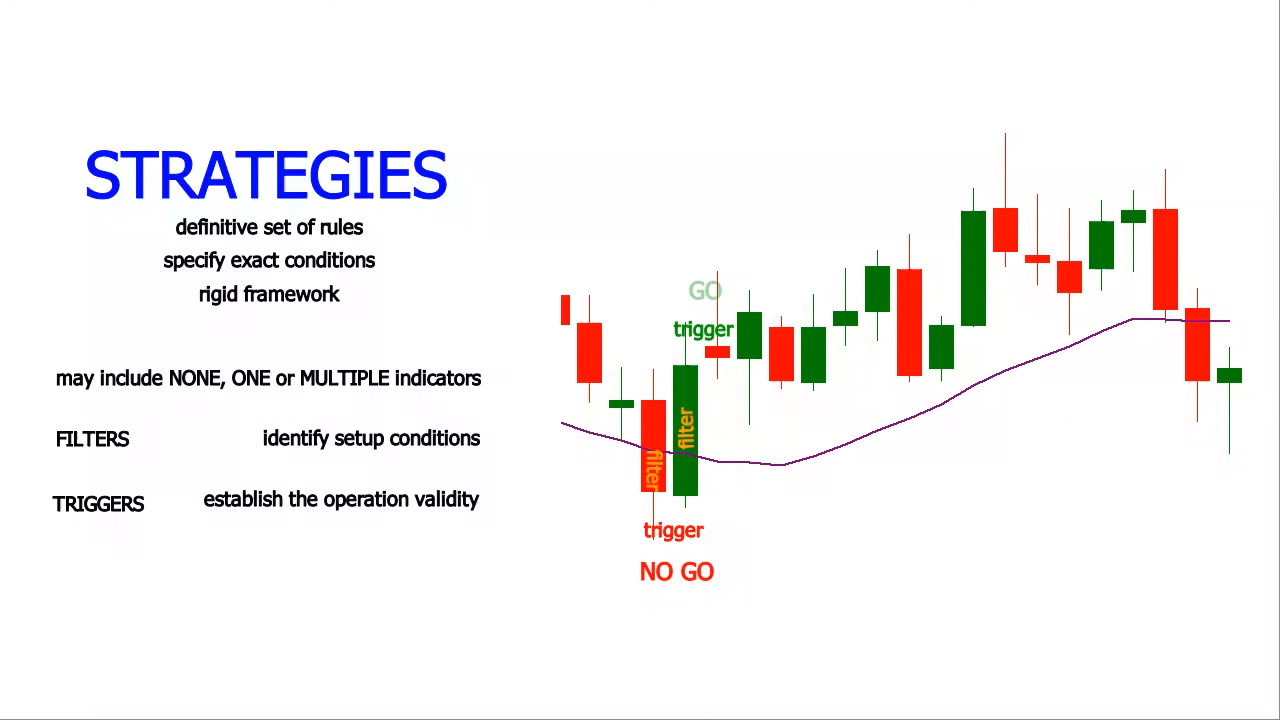 STRATEGIES
definitive set of rules
specify exact conditions
rigid framework
may include NONE, ONE or MULTIPLE indicators
FILTERS identify setup conditions
TRIGGERS establish the operation validity
GO
trigger
filter
filter
trigger
NO GO